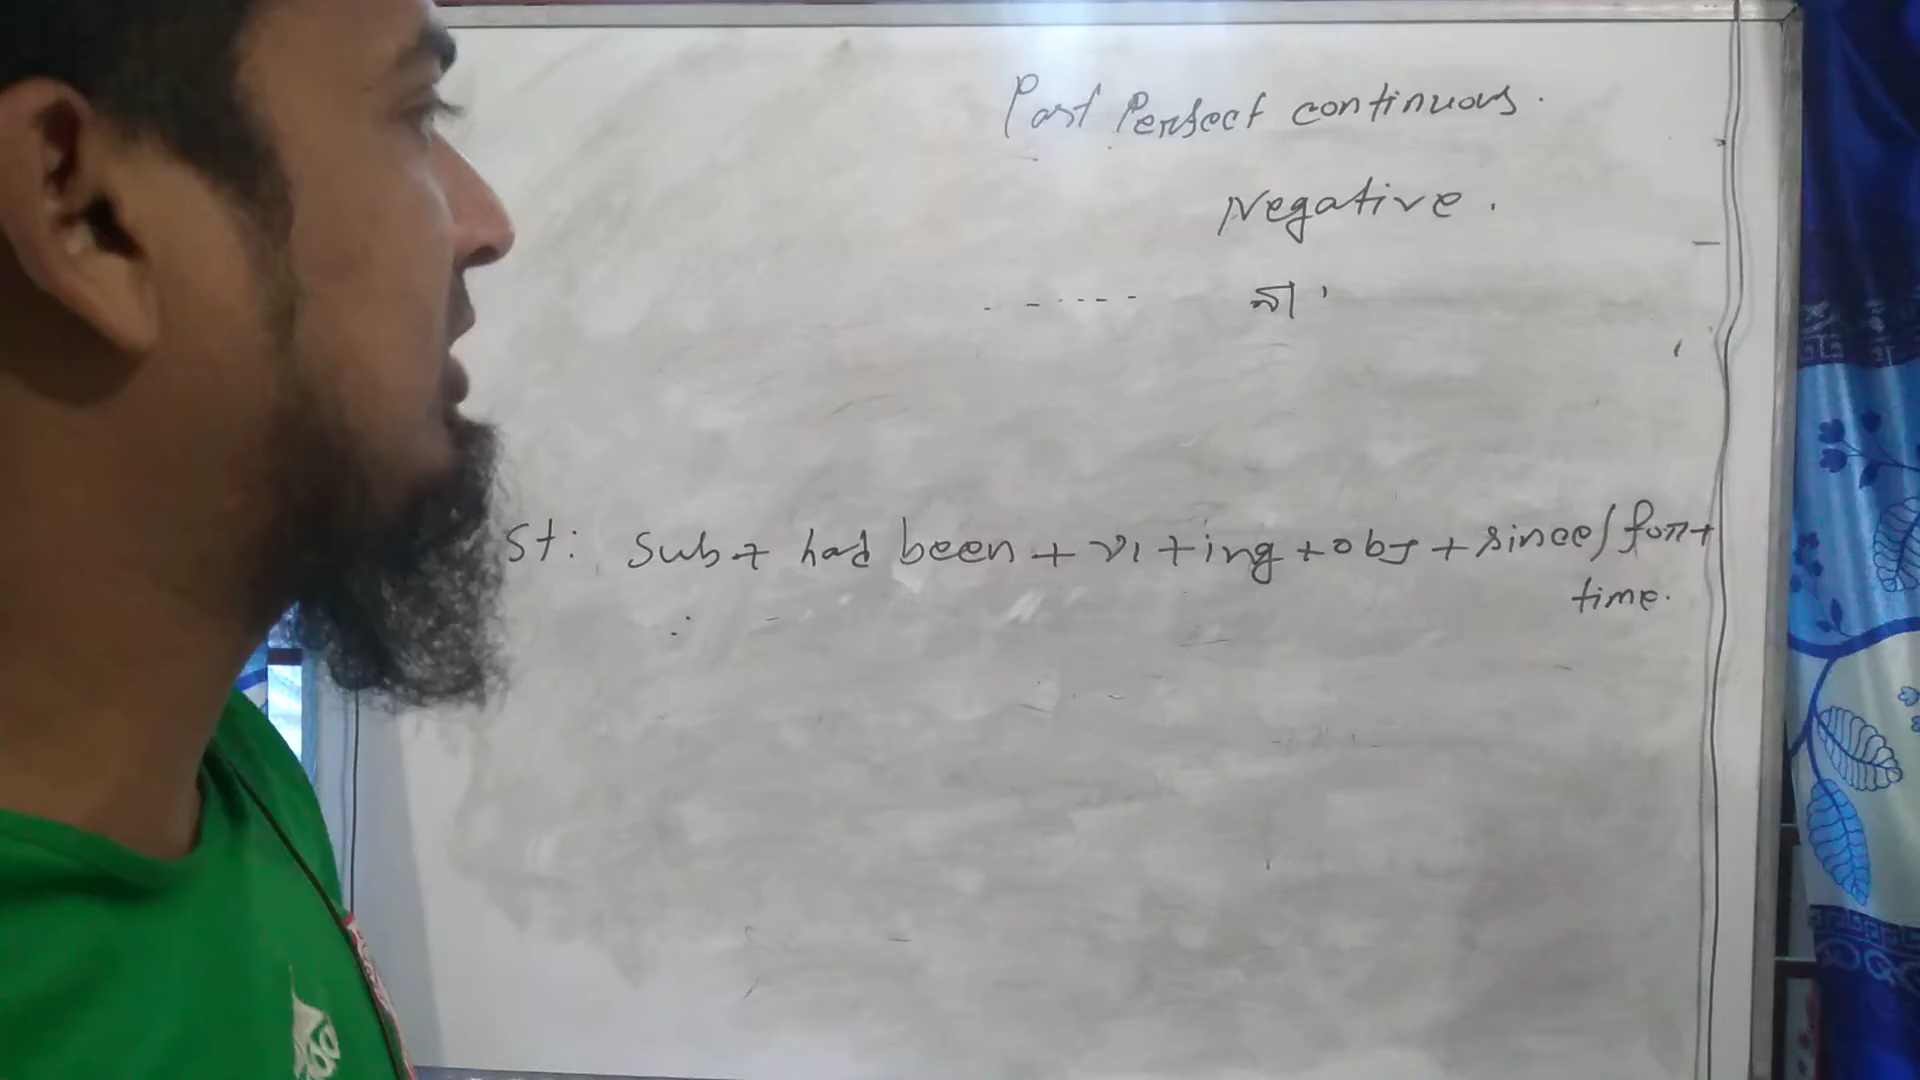 Past Perfect continuous.
Negative.
- - - - - - না।
St: Sub + had been + v1 + ing + obj + since/for +
time.